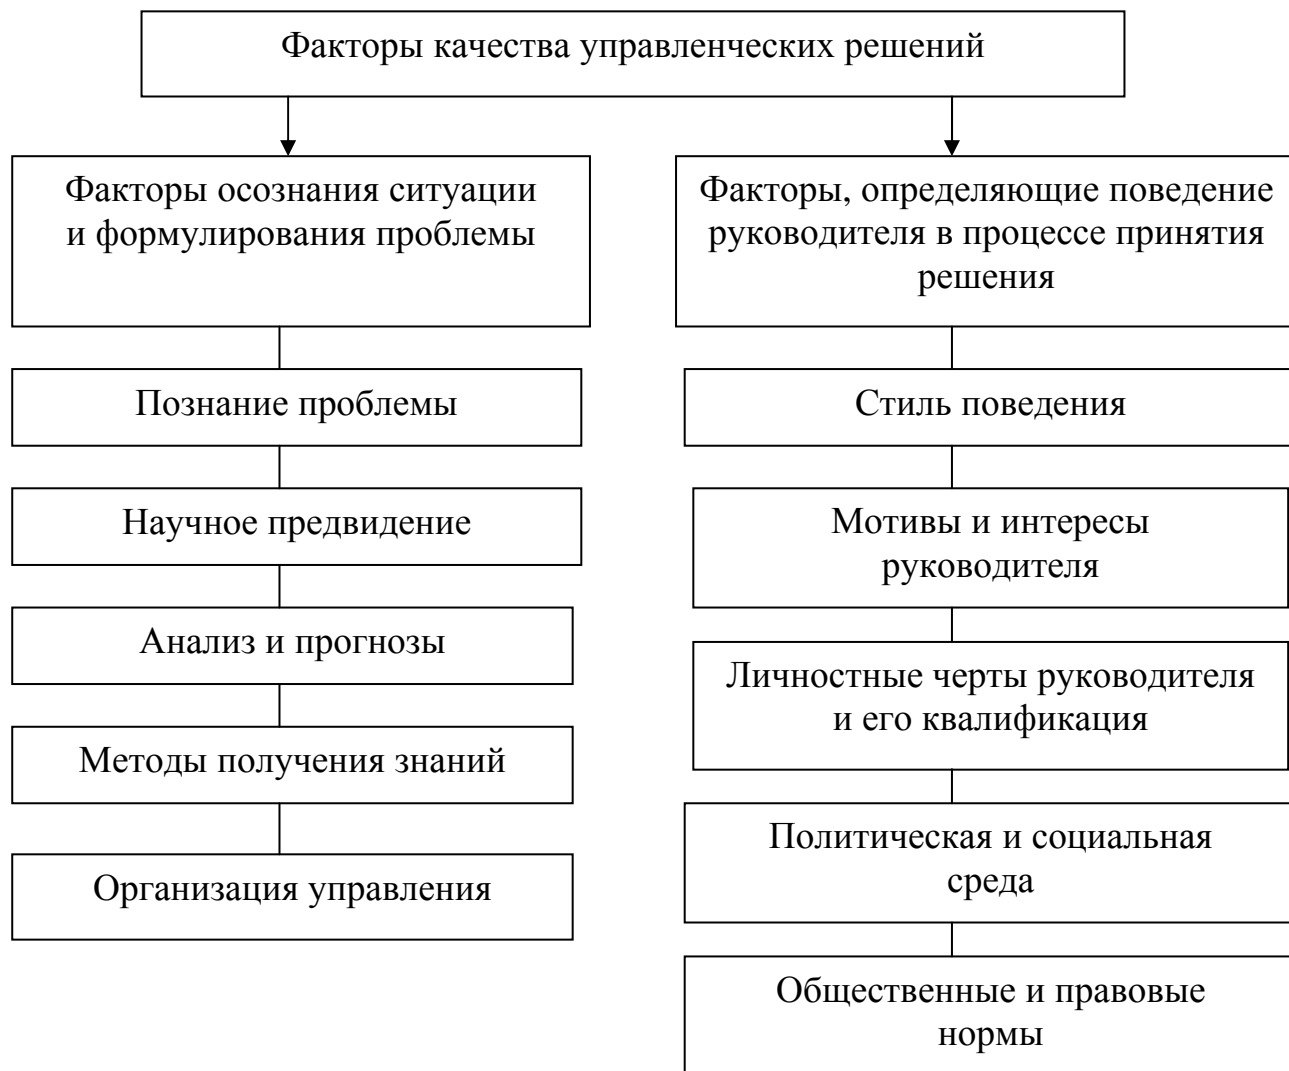 Факторы качества управленческих решений
Факторы осознания ситуации
и формулирования проблемы
Познание проблемы
Научное предвидение
Анализ и прогнозы
Методы получения знаний
Организация управления
Факторы, определяющие поведение
руководителя в процессе принятия
решения
Стиль поведения
Мотивы и интересы
руководителя
Личностные черты руководителя
и его квалификация
Политическая и социальная
среда
Общественные и правовые
нормы